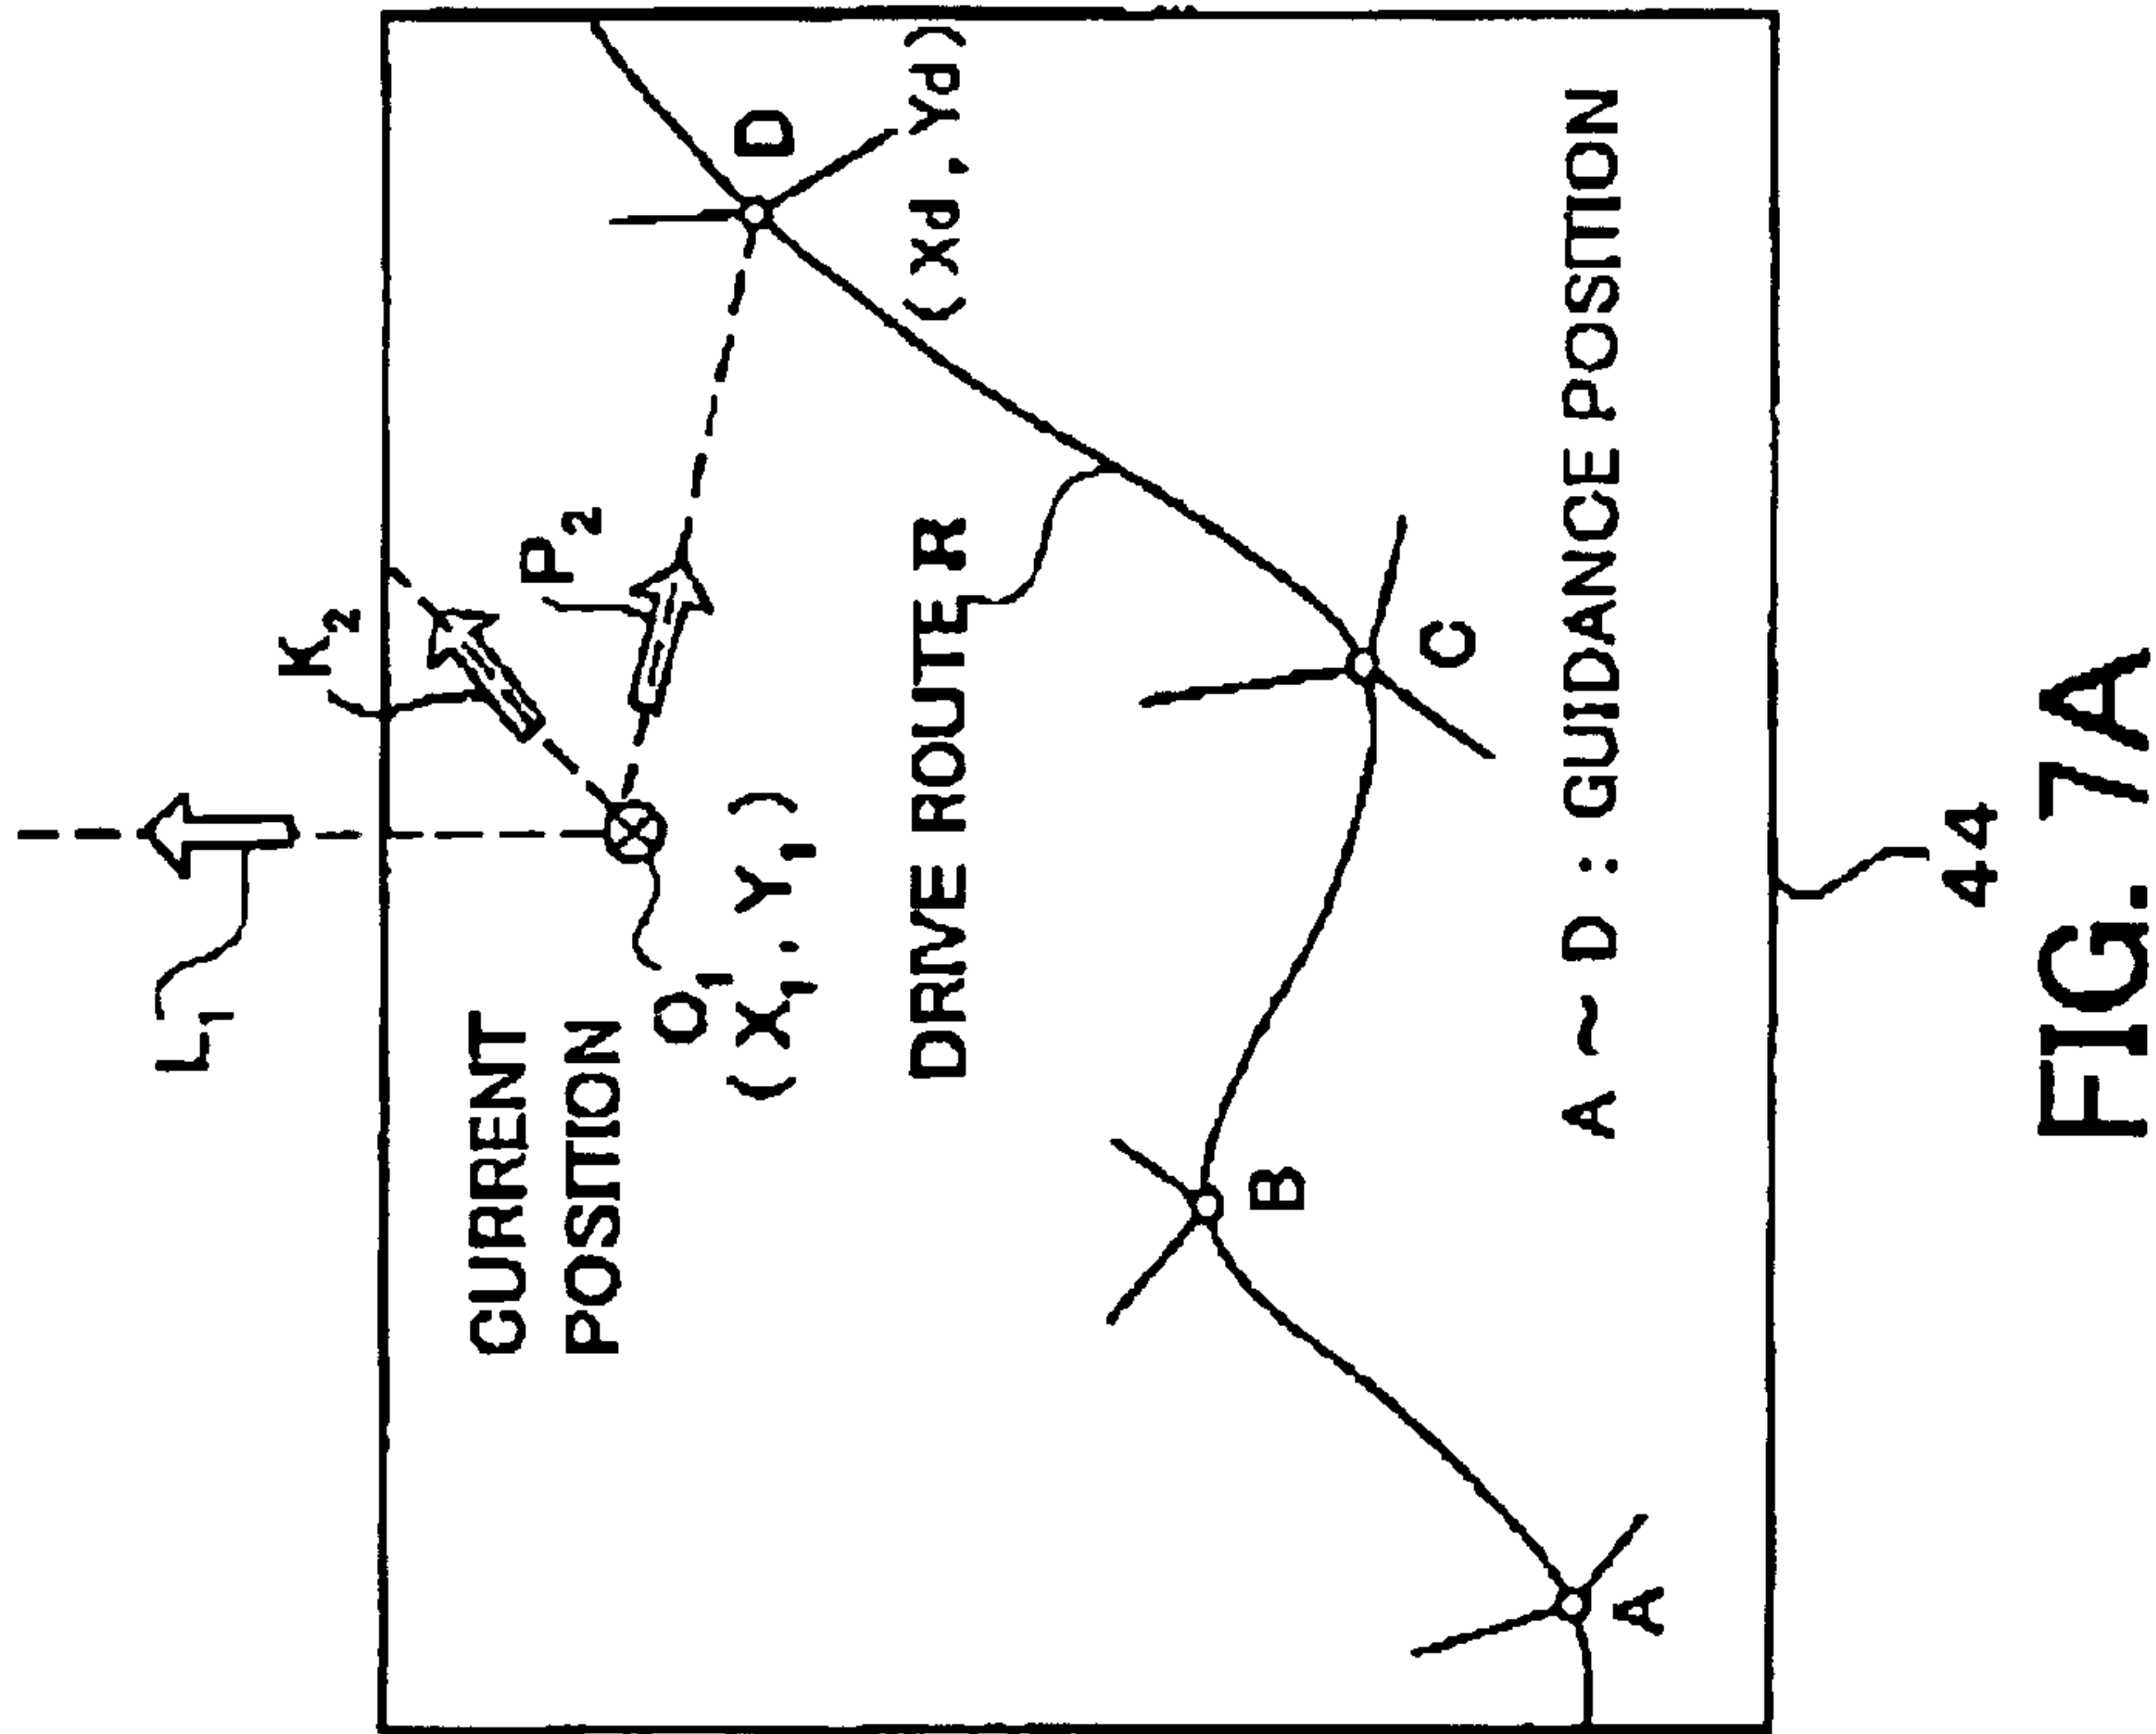 L1
K2
CURRENT
POSITION
P2
O1
(X1, Y1)
D
(Xd, Yd)
DRIVE ROUTE R
B
C
A
A ~ D : GUIDANCE POSITION
44
FIG. 7A